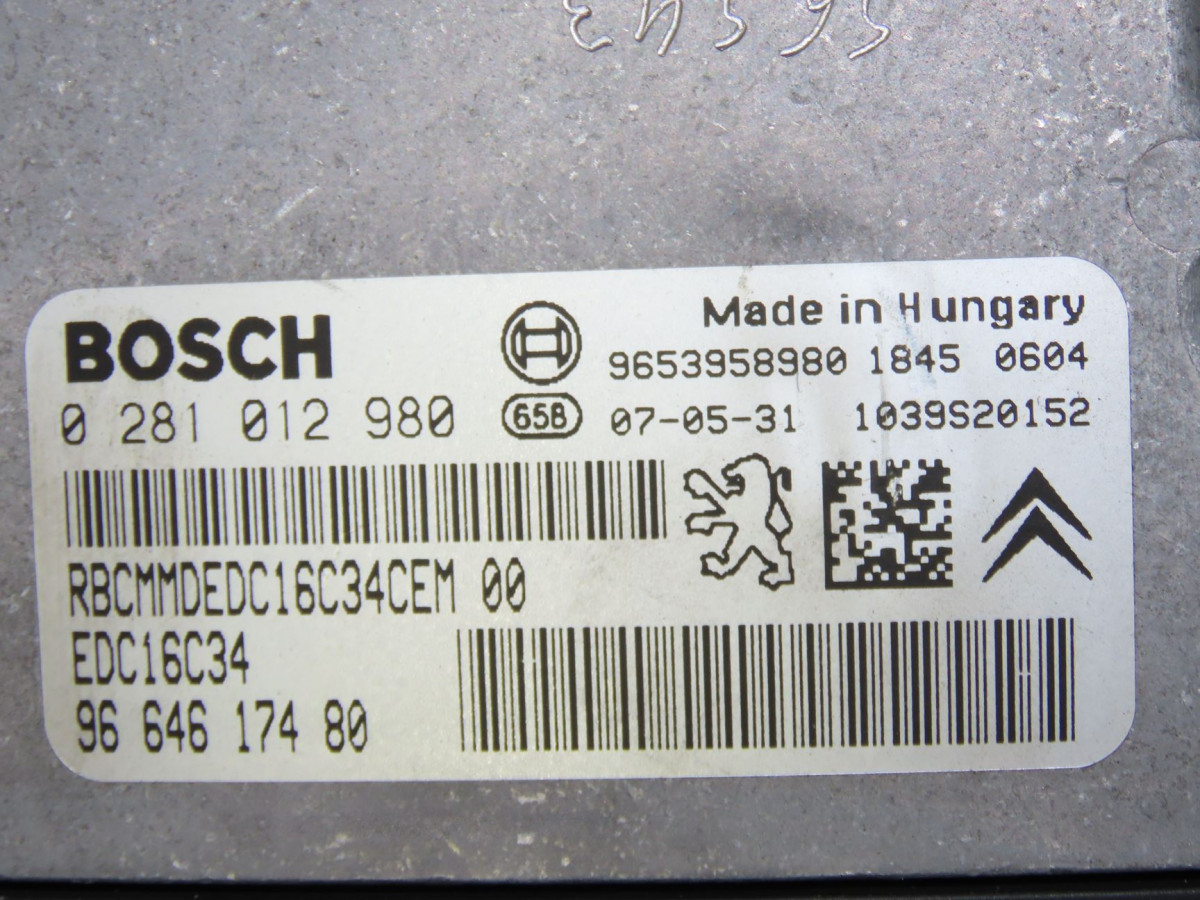 BOSCH
Made in Hungary
9653958980 1845 0604
0 281 012 980
65B
07-05-31 1039S20152
RBCMMDEDC16C34CEM 00
EDC16C34
96 646 174 80